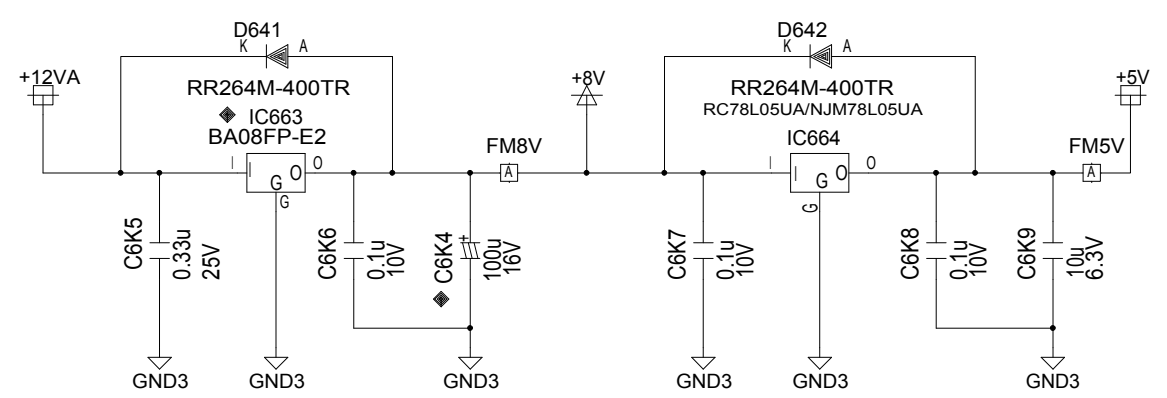 D641
K
A
+12VA
RR264M-400TR
IC663
BA08FP-E2
I
I
O
O
G
G
C6K5
0.33u
25V
C6K6
0.1u
10V
C6K4
+
100u
16V
FM8V
A
+8V
D642
K
A
RR264M-400TR
RC78L05UA/NJM78L05UA
IC664
I
I
O
O
G
G
C6K7
0.1u
10V
C6K8
0.1u
10V
C6K9
10u
6.3V
FM5V
A
+5V
GND3
GND3
GND3
GND3
GND3
GND3